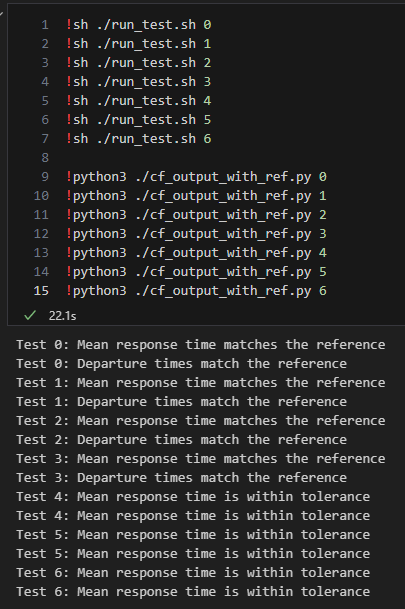 1 !sh ./run_test.sh 0
2 !sh ./run_test.sh 1
3 !sh ./run_test.sh 2
4 !sh ./run_test.sh 3
5 !sh ./run_test.sh 4
6 !sh ./run_test.sh 5
7 !sh ./run_test.sh 6
8
9 !python3 ./cf_output_with_ref.py 0
10 !python3 ./cf_output_with_ref.py 1
11 !python3 ./cf_output_with_ref.py 2
12 !python3 ./cf_output_with_ref.py 3
13 !python3 ./cf_output_with_ref.py 4
14 !python3 ./cf_output_with_ref.py 5
15 !python3 ./cf_output_with_ref.py 6
22.1s
Test 0: Mean response time matches the reference
Test 0: Departure times match the reference
Test 1: Mean response time matches the reference
Test 1: Departure times match the reference
Test 2: Mean response time matches the reference
Test 2: Departure times match the reference
Test 3: Mean response time matches the reference
Test 3: Departure times match the reference
Test 4: Mean response time is within tolerance
Test 4: Mean response time is within tolerance
Test 5: Mean response time is within tolerance
Test 5: Mean response time is within tolerance
Test 6: Mean response time is within tolerance
Test 6: Mean response time is within tolerance